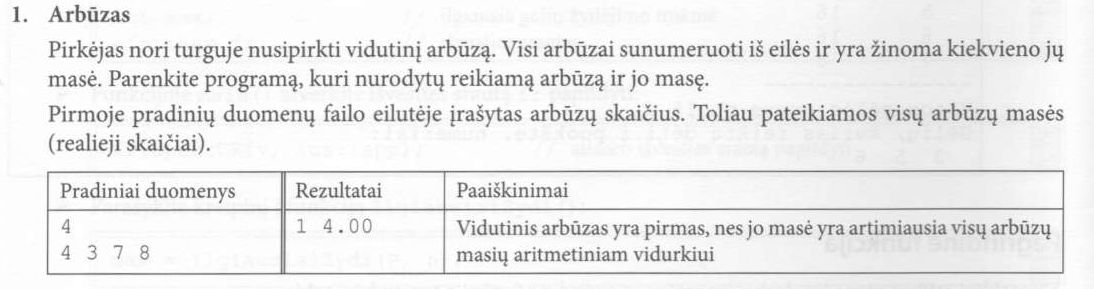 1. Arbūzas
Pirkėjas nori turguje nusipirkti vidutinį arbūzą. Visi arbūzai sunumeruoti iš eilės ir yra žinoma kiekvieno jų
masė. Parenkite programą, kuri nurodytų reikiamą arbūzą ir jo masę.
Pirmoje pradinių duomenų failo eilutėje įrašytas arbūzų skaičius. Toliau pateikiamos visų arbūzų masės
(realieji skaičiai).
Pradiniai duomenys Rezultatai Paaiškinimai
4 1 4.00 Vidutinis arbūzas yra pirmas, nes jo masė yra artimiausia visų arbūzų
4 3 7 8 masių aritmetiniam vidurkiui